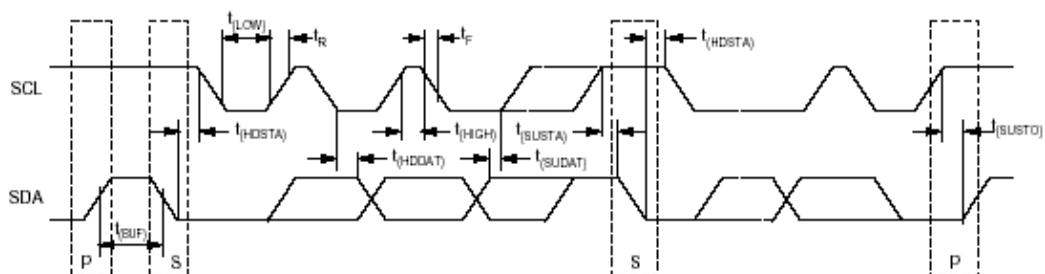 t(LOW)
tR
tF
t(HDSTA)
SCL
t(HDSTA)
t(HIGH)
t(SUSTA)
t(SUSTO)
t(HDDAT)
t(SUDAT)
SDA
t(BUF)
P
S
S
P